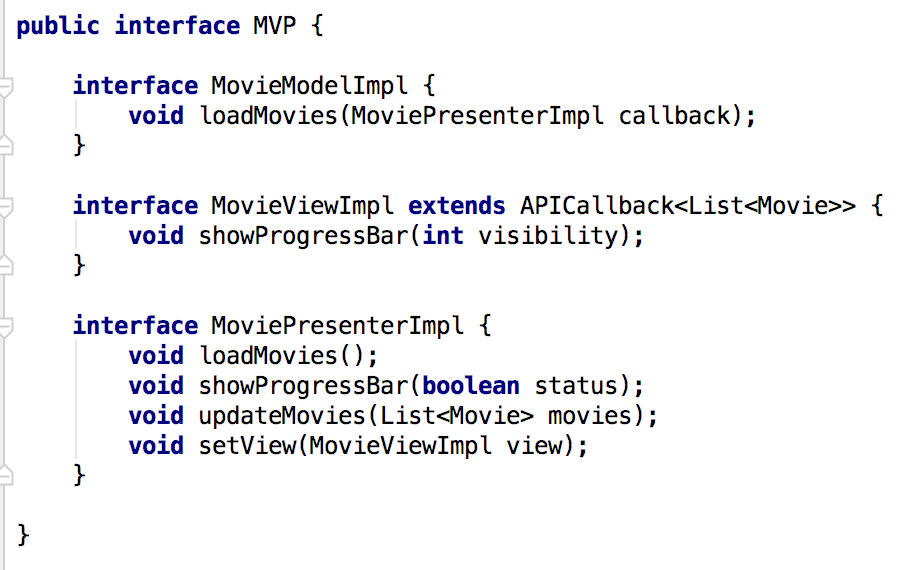 public interface MVP {
interface MovieModelImpl {
void loadMovies(MoviePresenterImpl callback);
}
interface MovieViewImpl extends APICallback<List<Movie>> {
void showProgressBar(int visibility);
}
interface MoviePresenterImpl {
void loadMovies();
void showProgressBar(boolean status);
void updateMovies(List<Movie> movies);
void setView(MovieViewImpl view);
}
}